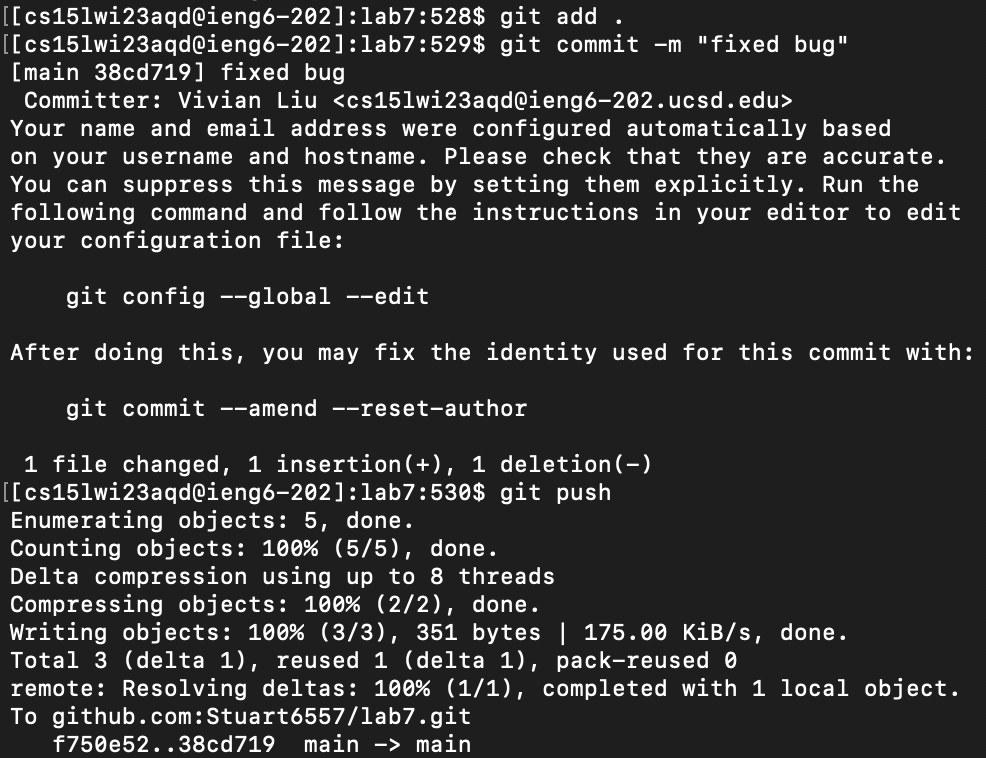 [[cs15lwi23aqd@ieng6-202]:lab7:528$ git add .
[[cs15lwi23aqd@ieng6-202]:lab7:529$ git commit -m "fixed bug"
[main 38cd719] fixed bug
 Committer: Vivian Liu <cs15lwi23aqd@ieng6-202.ucsd.edu>
Your name and email address were configured automatically based
on your username and hostname. Please check that they are accurate.
You can suppress this message by setting them explicitly. Run the
following command and follow the instructions in your editor to edit
your configuration file:

    git config --global --edit

After doing this, you may fix the identity used for this commit with:

    git commit --amend --reset-author

 1 file changed, 1 insertion(+), 1 deletion(-)
[[cs15lwi23aqd@ieng6-202]:lab7:530$ git push
Enumerating objects: 5, done.
Counting objects: 100% (5/5), done.
Delta compression using up to 8 threads
Compressing objects: 100% (2/2), done.
Writing objects: 100% (3/3), 351 bytes | 175.00 KiB/s, done.
Total 3 (delta 1), reused 1 (delta 1), pack-reused 0
remote: Resolving deltas: 100% (1/1), completed with 1 local object.
To github.com:Stuart6557/lab7.git
   f750e52..38cd719  main -> main